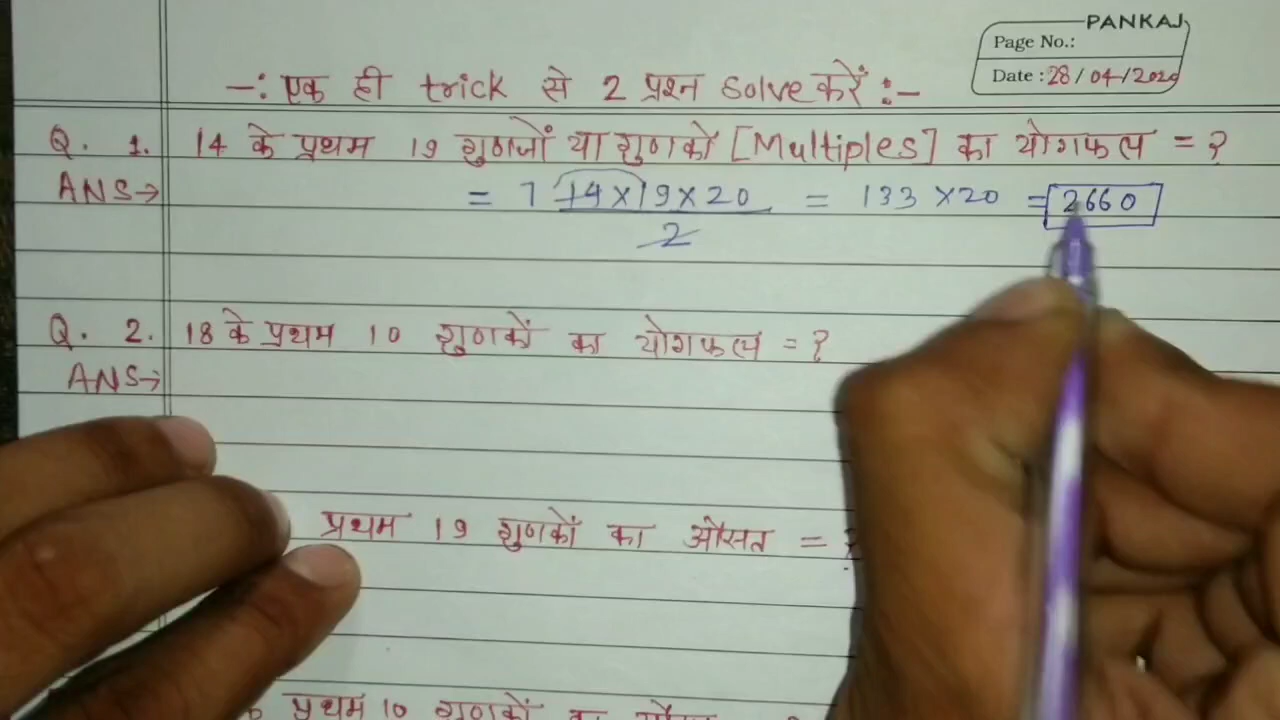 PANKAJ
Page No.:
Date : 28/04/2020
-: एक ही trick से 2 प्रश्न Solve करें :-
Q. 1. 14 के प्रथम 19 गुणजों या गुणकों [Multiples] का योगफल = ?
ANS→ = 7 14×19×20 = 133 ×20 = 2660
2
Q. 2. 18 के प्रथम 10 गुणकों का योगफल = ?
ANS→
प्रथम 19 गुणकों का औसत = ?
प्रथम 10 गुणकों का